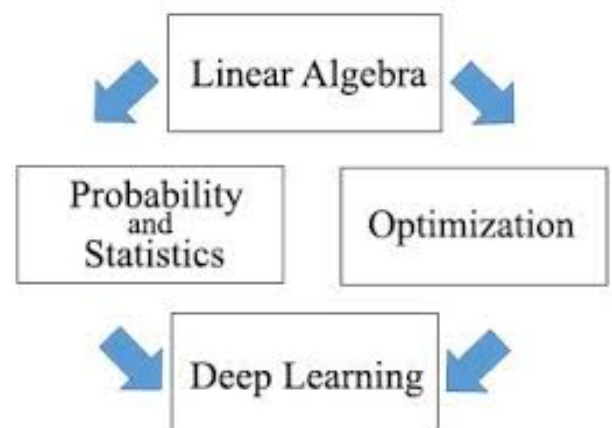 Linear Algebra
Probability
and
Statistics
Optimization
Deep Learning